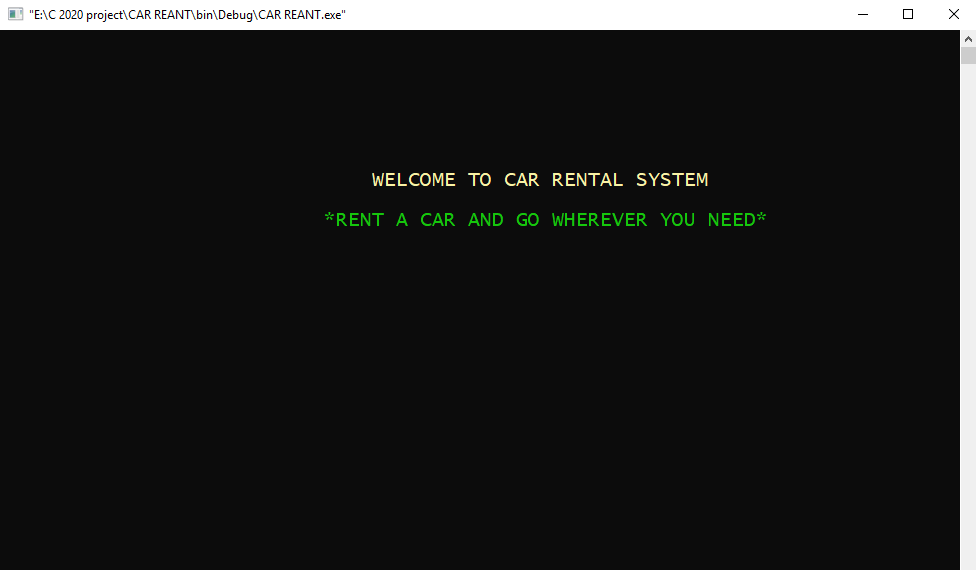 "E:\C 2020 project\CAR REANT\bin\Debug\CAR REANT.exe"
WELCOME TO CAR RENTAL SYSTEM
*RENT A CAR AND GO WHEREVER YOU NEED*